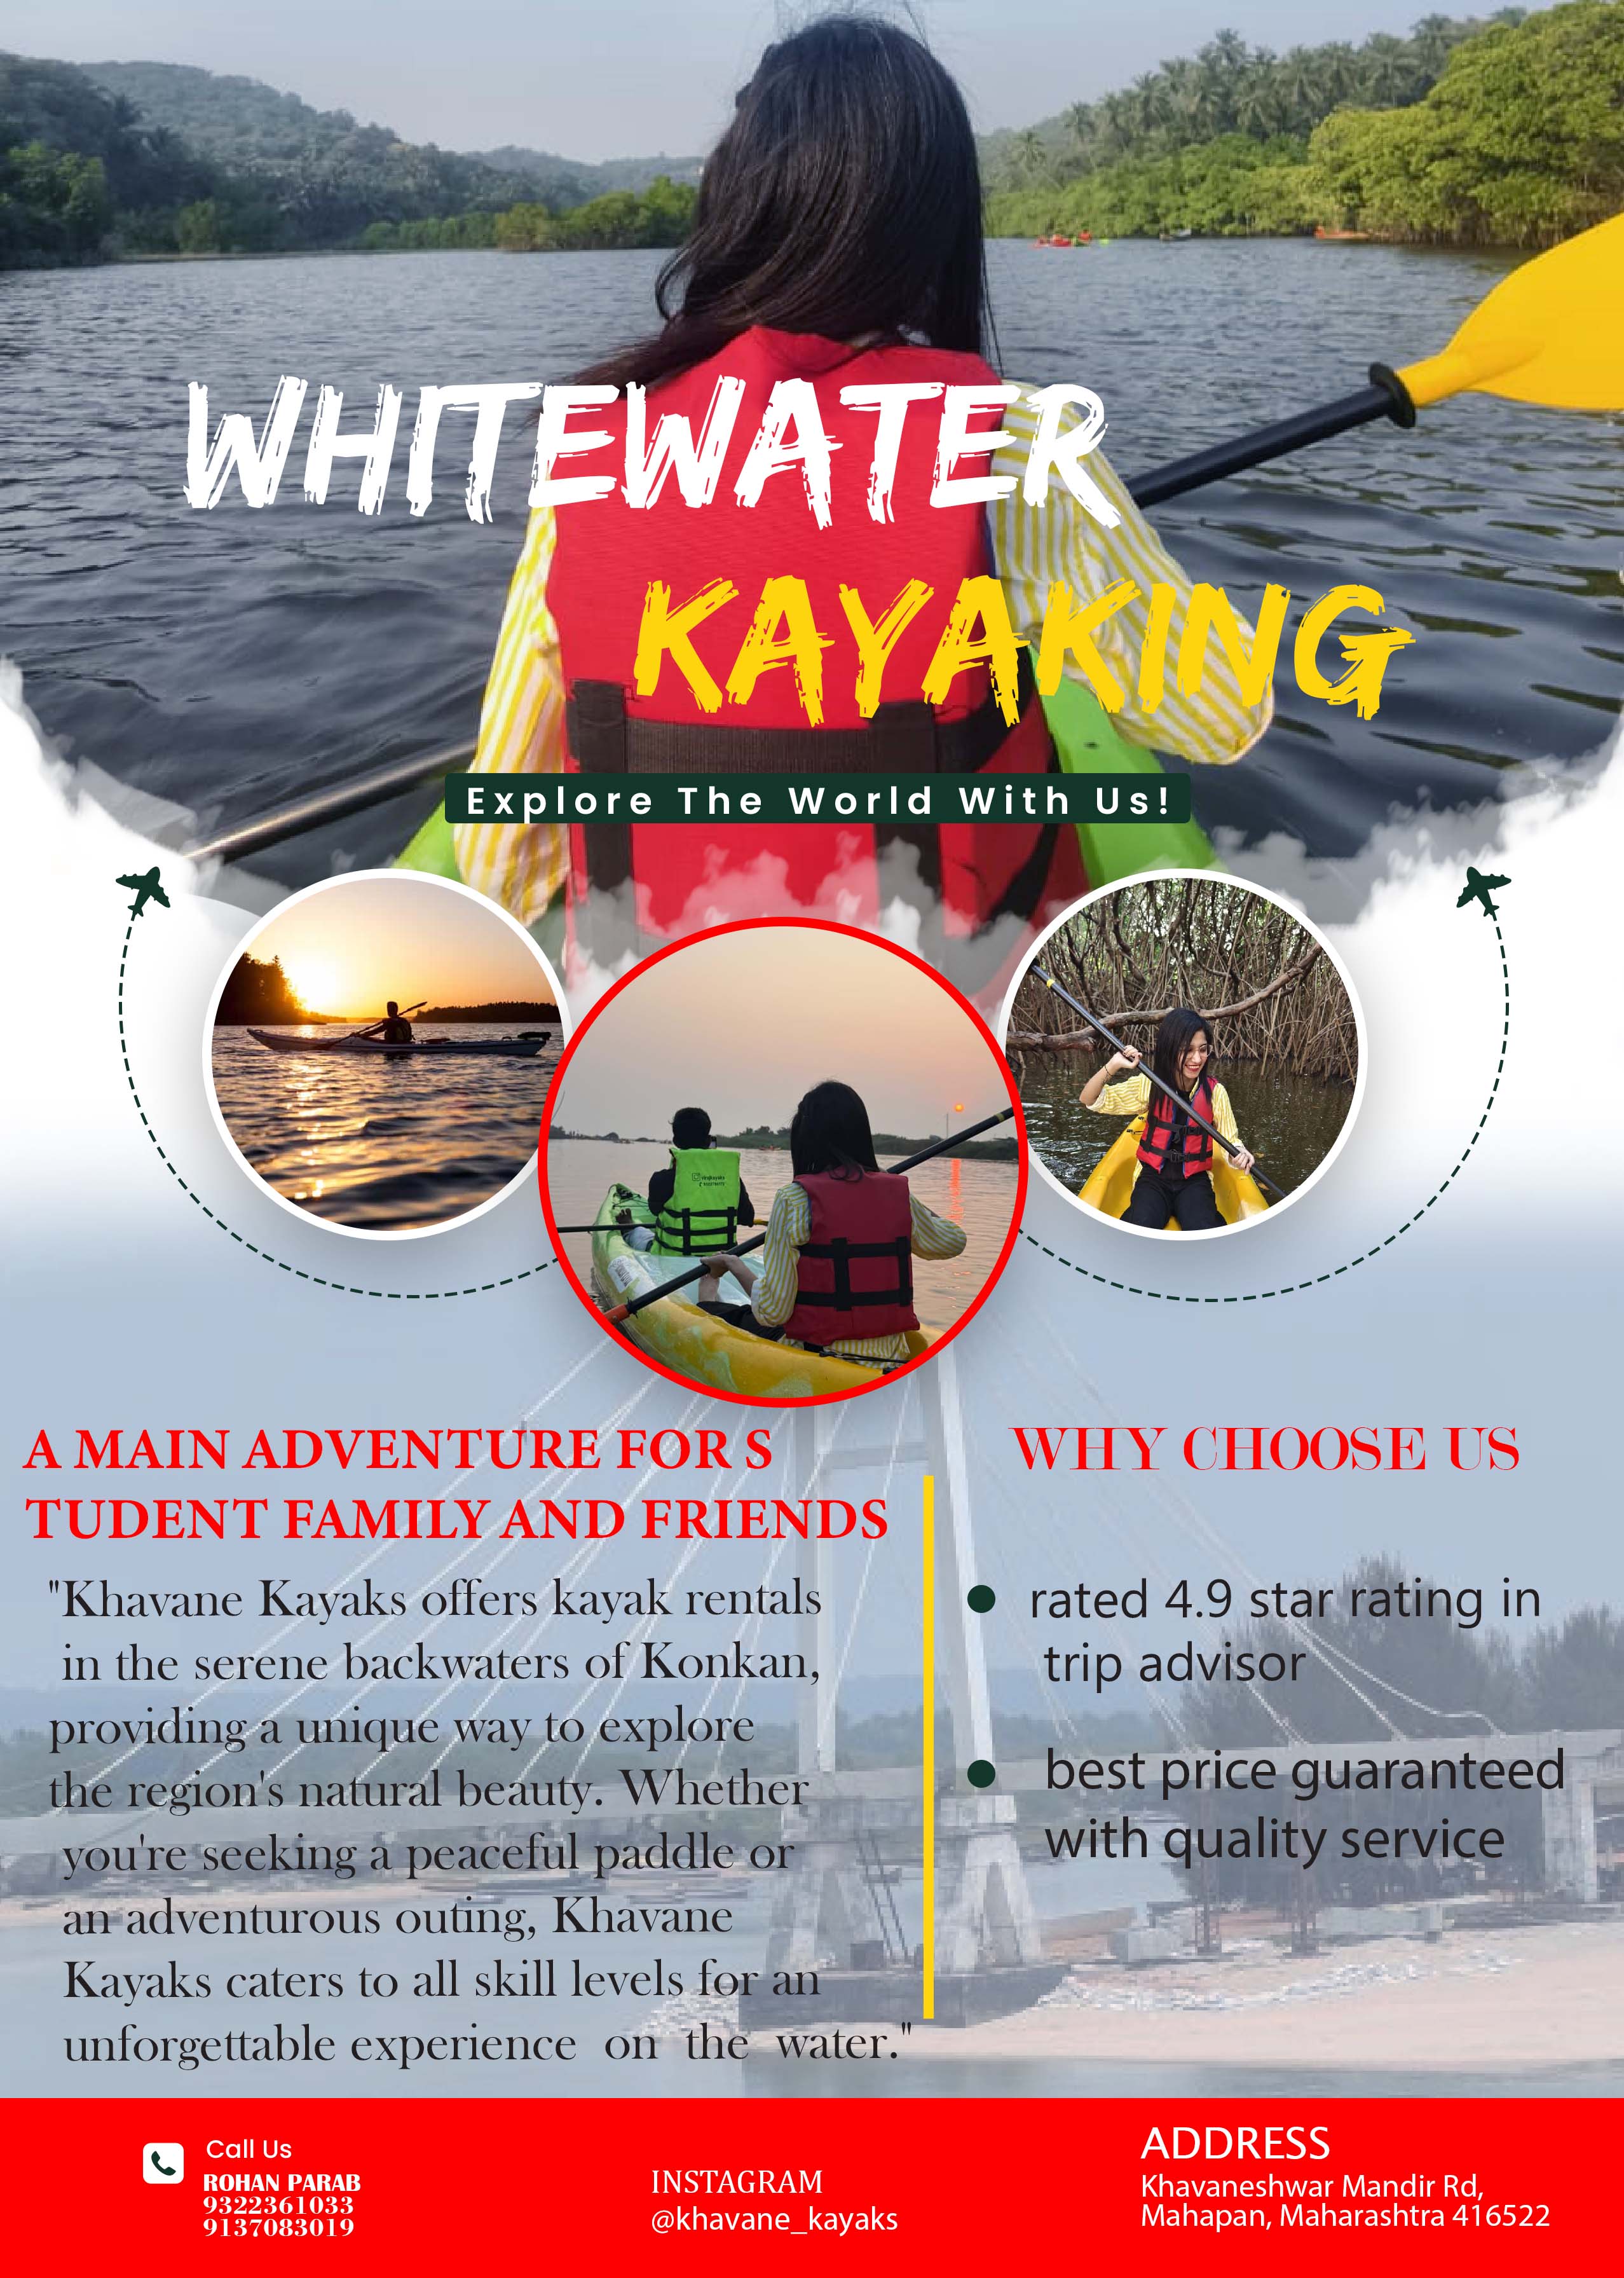 WHITEWATER
KAYAKING
Explore The World With Us!
A MAIN ADVENTURE FOR S
TUDENT FAMILY AND FRIENDS
"Khavane Kayaks offers kayak rentals
in the serene backwaters of Konkan,
providing a unique way to explore
the region's natural beauty. Whether
you're seeking a peaceful paddle or
an adventurous outing, Khavane
Kayaks caters to all skill levels for an
unforgettable experience on the water."
WHY CHOOSE US
rated 4.9 star rating in
trip advisor
best price guaranteed
with quality service
Call Us
ROHAN PARAB
9322361033
9137083019
INSTAGRAM
@khavane_kayaks
ADDRESS
Khavaneshwar Mandir Rd,
Mahapan, Maharashtra 416522